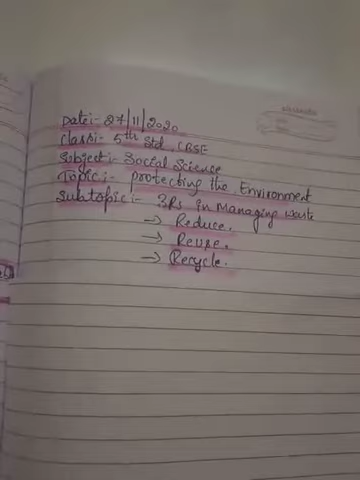 Date:- 27/11/2020
Class:- 5th Std, CBSE
Subject:- Social Science
Topic:- protecting the Environment
Subtopic:- 3Rs in Managing waste
→ Reduce.
→ Reuse.
→ Recycle.